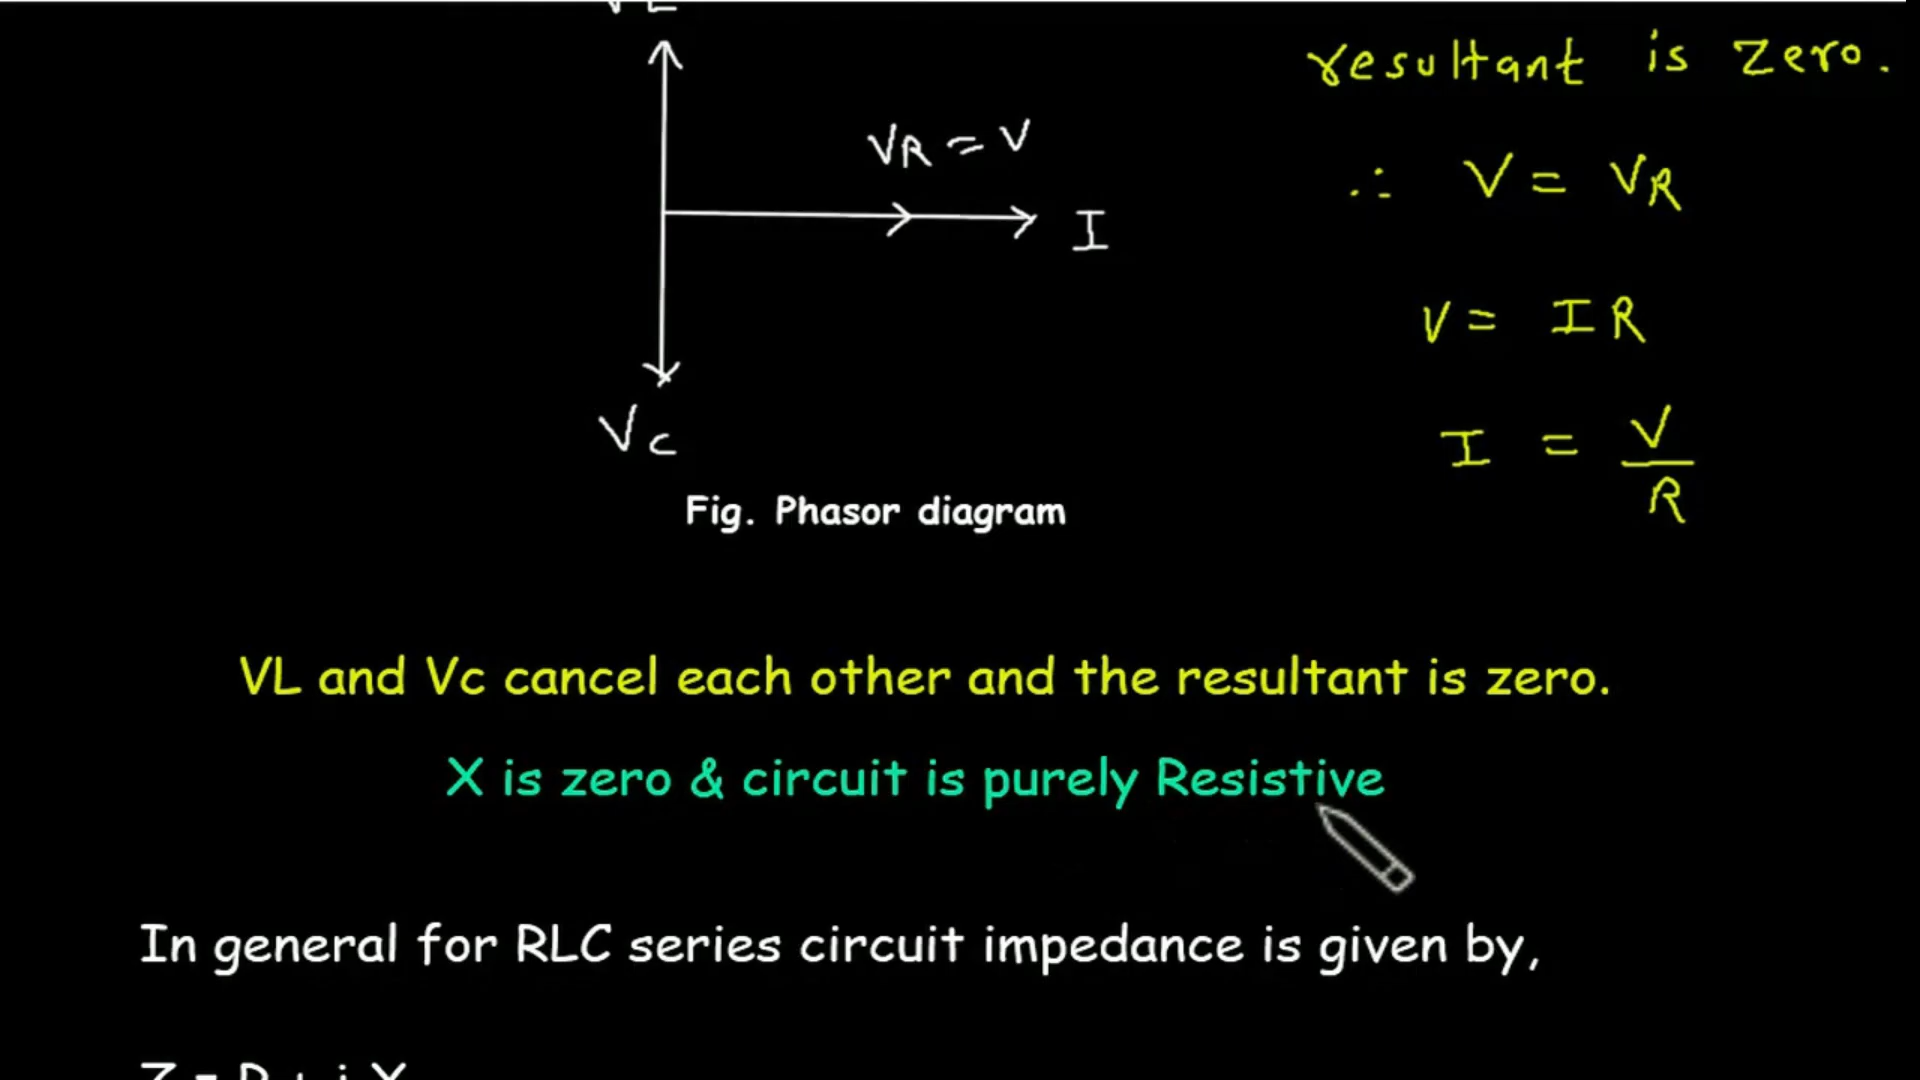 VL
resultant is zero.
VR = V
∴ V = VR
I
V = IR
Vc
I = V/R
Fig. Phasor diagram
VL and Vc cancel each other and the resultant is zero.
X is zero & circuit is purely Resistive
In general for RLC series circuit impedance is given by,
Z = R + j X